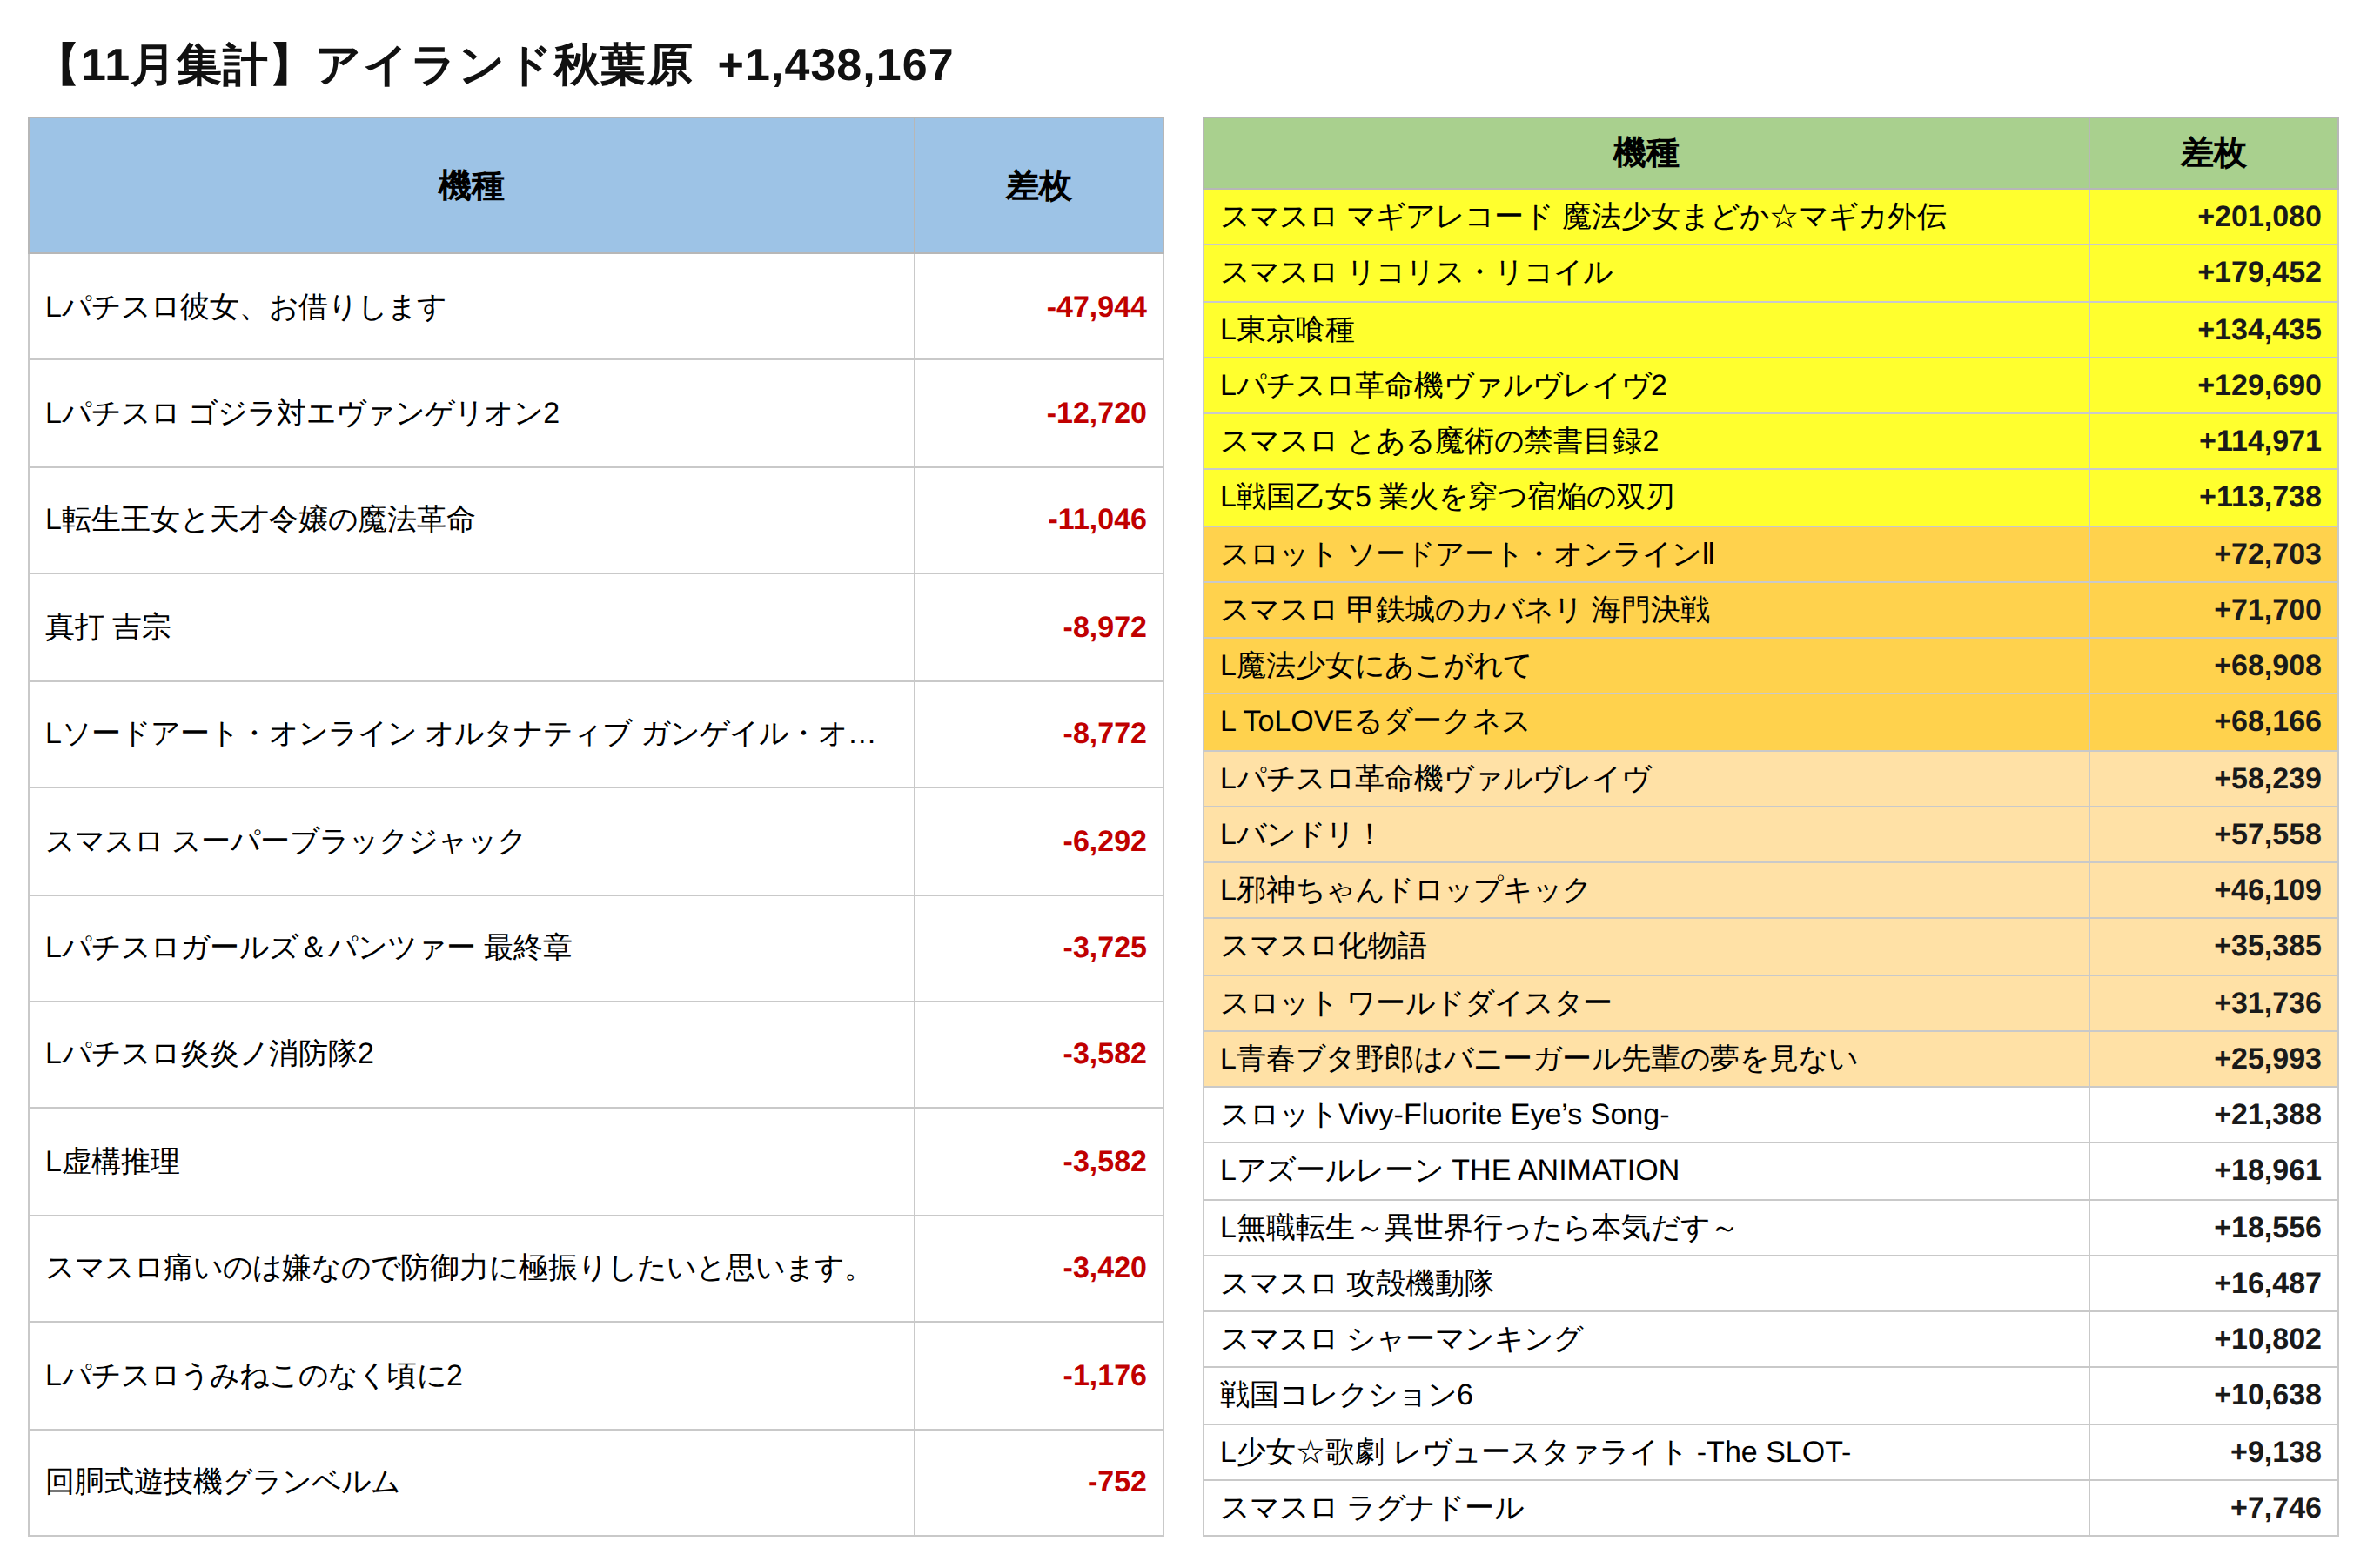 【11月集計】アイランド秋葉原 +1,438,167
機種 差枚
Lパチスロ彼女、お借りします -47,944
Lパチスロ ゴジラ対エヴァンゲリオン2 -12,720
L転生王女と天才令嬢の魔法革命 -11,046
真打 吉宗 -8,972
Lソードアート・オンライン オルタナティブ ガンゲイル・オ… -8,772
スマスロ スーパーブラックジャック -6,292
Lパチスロガールズ＆パンツァー 最終章 -3,725
Lパチスロ炎炎ノ消防隊2 -3,582
L虚構推理 -3,582
スマスロ痛いのは嫌なので防御力に極振りしたいと思います。 -3,420
Lパチスロうみねこのなく頃に2 -1,176
回胴式遊技機グランベルム -752
機種 差枚
スマスロ マギアレコード 魔法少女まどか☆マギカ外伝 +201,080
スマスロ リコリス・リコイル +179,452
L東京喰種 +134,435
Lパチスロ革命機ヴァルヴレイヴ2 +129,690
スマスロ とある魔術の禁書目録2 +114,971
L戦国乙女5 業火を穿つ宿焔の双刃 +113,738
スロット ソードアート・オンラインⅡ +72,703
スマスロ 甲鉄城のカバネリ 海門決戦 +71,700
L魔法少女にあこがれて +68,908
L ToLOVEるダークネス +68,166
Lパチスロ革命機ヴァルヴレイヴ +58,239
Lバンドリ！ +57,558
L邪神ちゃんドロップキック +46,109
スマスロ化物語 +35,385
スロット ワールドダイスター +31,736
L青春ブタ野郎はバニーガール先輩の夢を見ない +25,993
スロットVivy-Fluorite Eye’s Song- +21,388
Lアズールレーン THE ANIMATION +18,961
L無職転生～異世界行ったら本気だす～ +18,556
スマスロ 攻殻機動隊 +16,487
スマスロ シャーマンキング +10,802
戦国コレクション6 +10,638
L少女☆歌劇 レヴュースタァライト -The SLOT- +9,138
スマスロ ラグナドール +7,746